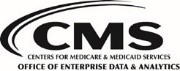 CMS
CENTERS FOR MEDICARE & MEDICAID SERVICES
OFFICE OF ENTERPRISE DATA & ANALYTICS